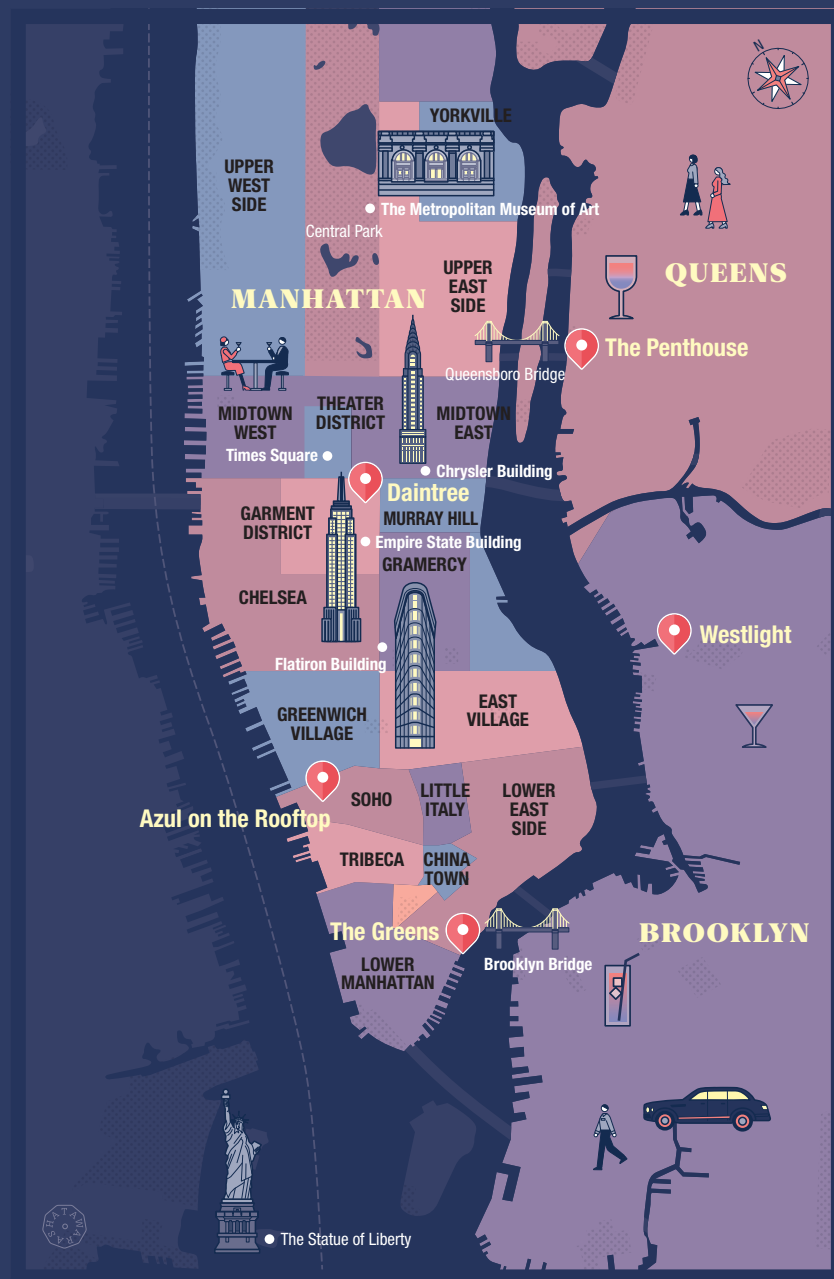 N
YORKVILLE
UPPER
WEST
SIDE
The Metropolitan Museum of Art
Central Park
QUEENS
UPPER
EAST
SIDE
MANHATTAN
The Penthouse
Queensboro Bridge
THEATER
DISTRICT
MIDTOWN
WEST
MIDTOWN
EAST
Times Square
Chrysler Building
Daintree
GARMENT
DISTRICT
MURRAY HILL
Empire State Building
GRAMERCY
CHELSEA
Westlight
Flatiron Building
GREENWICH
VILLAGE
EAST
VILLAGE
SOHO
LITTLE
ITALY
LOWER
EAST
SIDE
Azul on the Rooftop
TRIBECA
CHINA
TOWN
The Greens
BROOKLYN
LOWER
MANHATTAN
Brooklyn Bridge
HATAWARAS
The Statue of Liberty